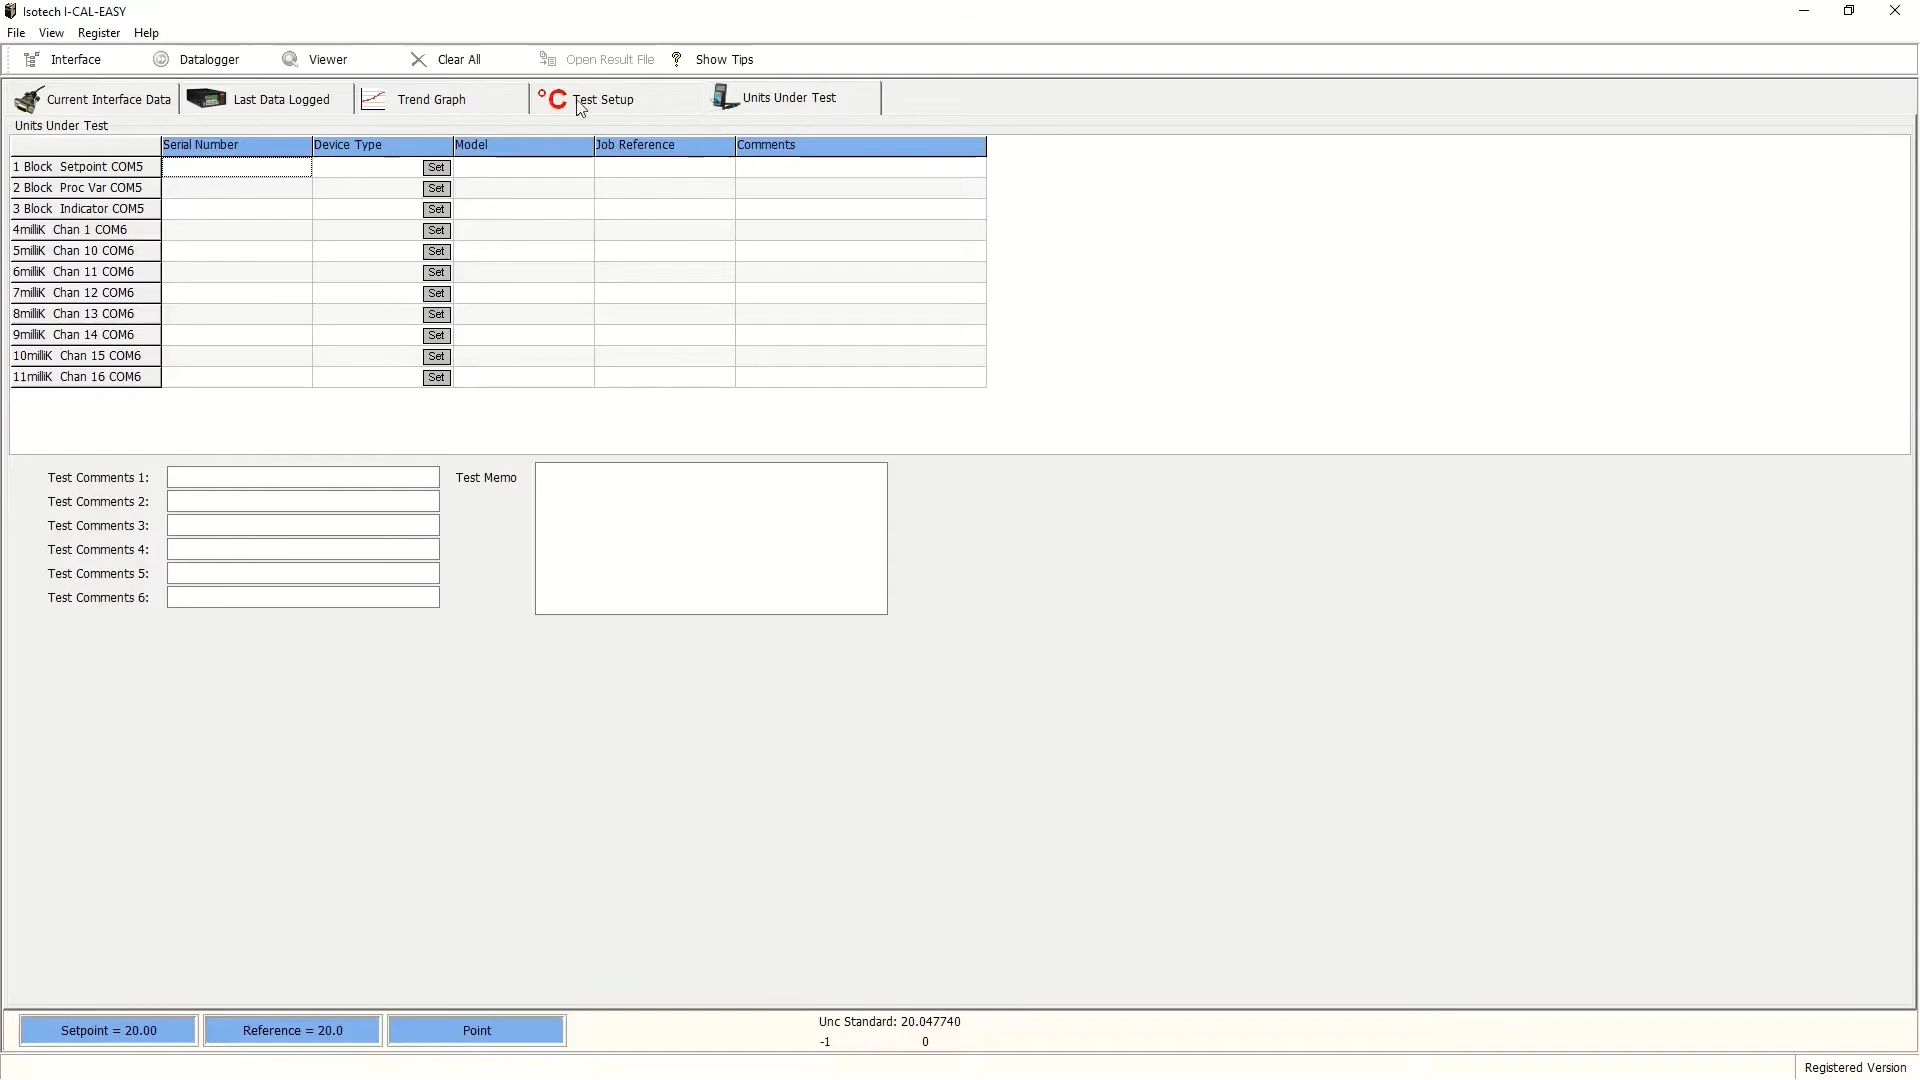 Isotech I-CAL-EASY
File View Register Help
Interface Datalogger Viewer Clear All Open Result File ? Show Tips
Current Interface Data Last Data Logged Trend Graph °C Test Setup Units Under Test
Units Under Test
Serial Number Device Type Model Job Reference Comments
1 Block Setpoint COM5 Set
2 Block Proc Var COM5 Set
3 Block Indicator COM5 Set
4milliK Chan 1 COM6 Set
5milliK Chan 10 COM6 Set
6milliK Chan 11 COM6 Set
7milliK Chan 12 COM6 Set
8milliK Chan 13 COM6 Set
9milliK Chan 14 COM6 Set
10milliK Chan 15 COM6 Set
11milliK Chan 16 COM6 Set
Test Comments 1: Test Memo
Test Comments 2:
Test Comments 3:
Test Comments 4:
Test Comments 5:
Test Comments 6:
Setpoint = 20.00 Reference = 20.0 Point Unc Standard: 20.047740
-1 0
Registered Version